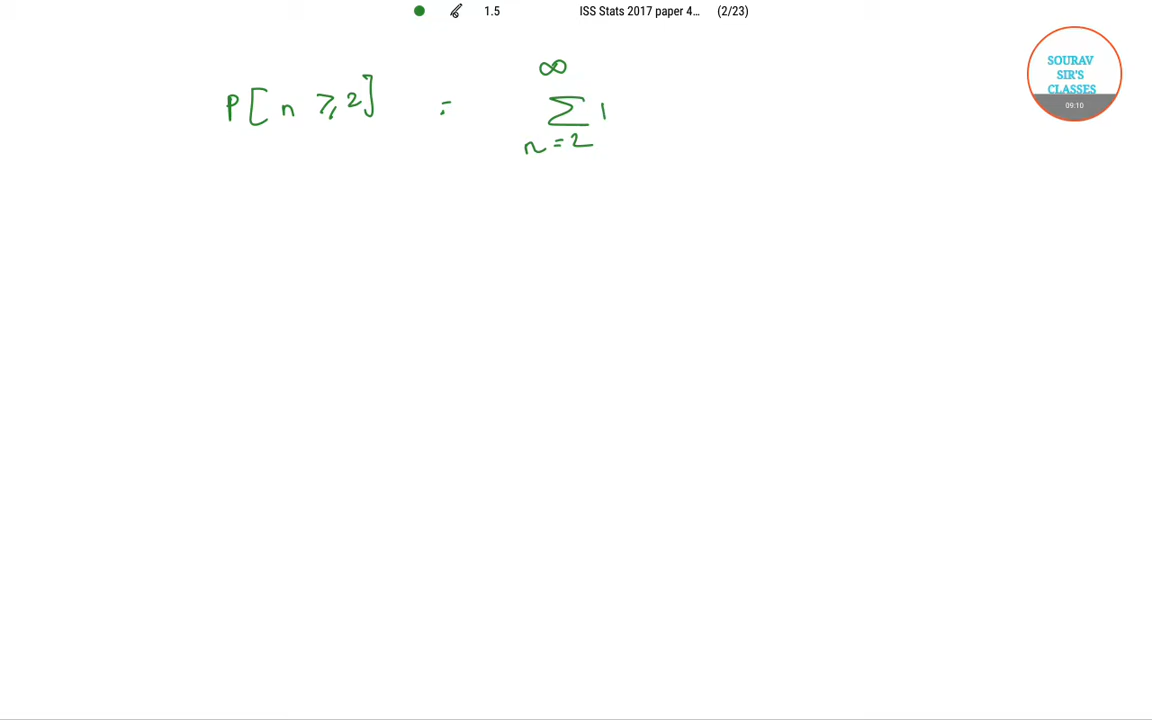 1.5 ISS Stats 2017 paper 4... (2/23)
SOURAV
SIR'S
CLASSES
09:10
∞
P[n ≥ 2] = Σ 1
n = 2